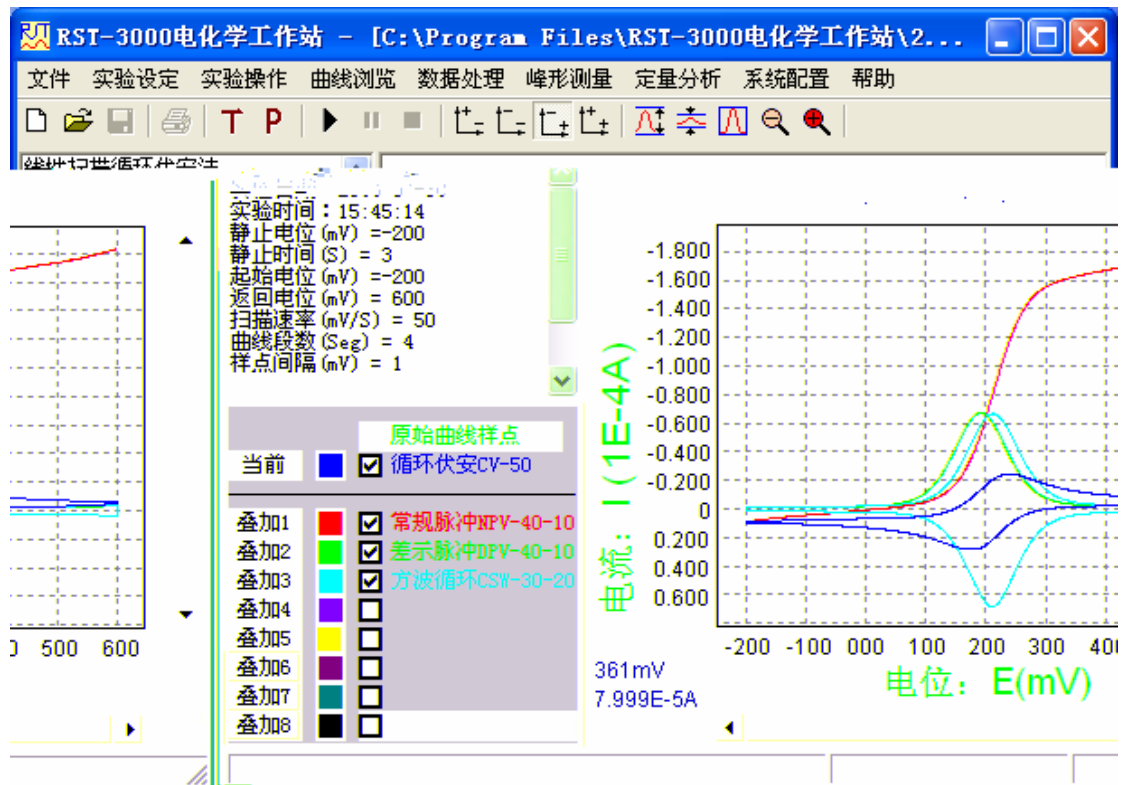 RST-3000电化学工作站 - [C:\Program Files\RST-3000电化学工作站\2...
文件 实验设定 实验操作 曲线浏览 数据处理 峰形测量 定量分析 系统配置 帮助
T P
线性扫描循环伏安法
实验时间：15:45:14
静止电位(mV) =-200
静止时间(S) = 3
起始电位(mV) =-200
返回电位(mV) = 600
扫描速率(mV/S) = 50
曲线段数(Seg) = 4
样点间隔(mV) = 1
原始曲线样点
当前 循环伏安CV-50
叠加1 常规脉冲NPV-40-10
叠加2 差示脉冲DPV-40-10
叠加3 方波循环CSW-30-20
叠加4
叠加5
叠加6
叠加7
叠加8
500 600
电流：I(1E-4A)
-1.800
-1.600
-1.400
-1.200
-1.000
-0.800
-0.600
-0.400
-0.200
0
0.200
0.400
0.600
-200 -100 000 100 200 300 40
361mV
7.999E-5A
电位：E(mV)